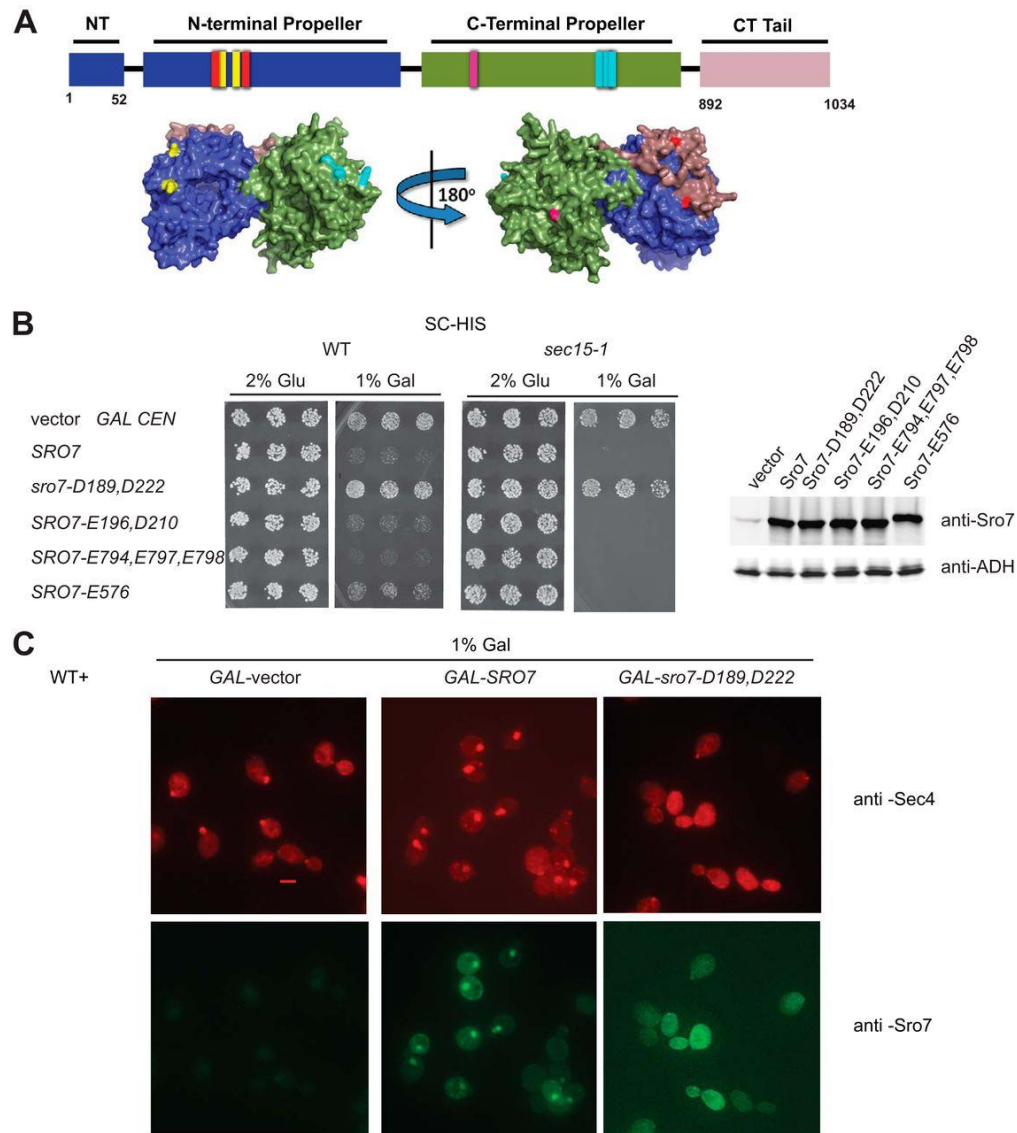 A
NT N-terminal Propeller C-Terminal Propeller CT Tail
1 52 892 1034
180°
B
SC-HIS
WT sec15-1
2% Glu 1% Gal 2% Glu 1% Gal
vector GAL CEN
SRO7
sro7-D189,D222
SRO7-E196,D210
SRO7-E794,E797,E798
SRO7-E576
vector
Sro7
Sro7-D189,D222
Sro7-E196,D210
Sro7-E794,E797,E798
Sro7-E576
anti-Sro7
anti-ADH
C
1% Gal
WT+ GAL-vector GAL-SRO7 GAL-sro7-D189,D222
anti -Sec4
anti -Sro7